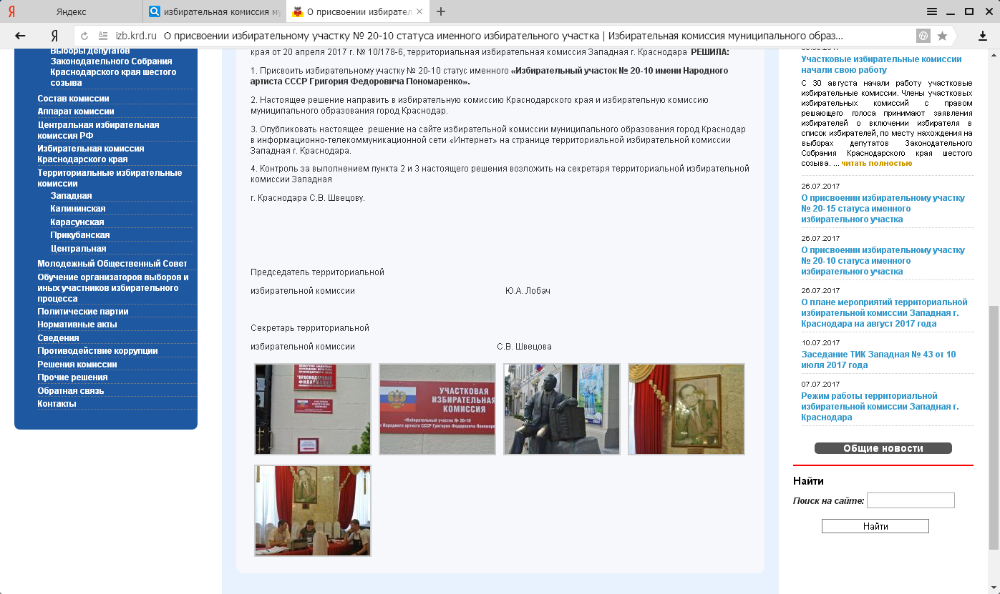 Яндекс
избирательная комиссия му
О присвоении избирател
izb.krd.ru О присвоении избирательному участку № 20-10 статуса именного избирательного участка | Избирательная комиссия муниципального образ...
Выборы депутатов
Законодательного Собрания
Краснодарского края шестого
созыва
Состав комиссии
Аппарат комиссии
Центральная избирательная
комиссия РФ
Избирательная комиссия
Краснодарского края
Территориальные избирательные
комиссии
Западная
Калининская
Карасунская
Прикубанская
Центральная
Молодежный Общественный Совет
Обучение организаторов выборов и
иных участников избирательного
процесса
Политические партии
Нормативные акты
Сведения
Противодействие коррупции
Решения комиссии
Прочие решения
Обратная связь
Контакты
края от 20 апреля 2017 г. № 10/178-6, территориальная избирательная комиссия Западная г. Краснодара РЕШИЛА:
1. Присвоить избирательному участку № 20-10 статус именного «Избирательный участок № 20-10 имени Народного
артиста СССР Григория Федоровича Пономаренко».
2. Настоящее решение направить в избирательную комиссию Краснодарского края и избирательную комиссию
муниципального образования город Краснодар.
3. Опубликовать настоящее решение на сайте избирательной комиссии муниципального образования город Краснодар
в информационно-телекоммуникационной сети «Интернет» на странице территориальной избирательной комиссии
Западная г. Краснодара.
4. Контроль за выполнением пункта 2 и 3 настоящего решения возложить на секретаря территориальной избирательной
комиссии Западная
г. Краснодара С.В. Швецову.
Председатель территориальной
избирательной комиссии Ю.А. Лобач
Секретарь территориальной
избирательной комиссии С.В. Швецова
УЧАСТКОВАЯ
ИЗБИРАТЕЛЬНАЯ
КОМИССИЯ
«Избирательный участок № 20-10
и Народного артиста СССР Григория Федоровича Пономаре
Участковые избирательные комиссии
начали свою работу
С 30 августа начали работу участковые
избирательные комиссии. Члены участковых
избирательных комиссий с правом
решающего голоса принимают заявления
избирателей о включении избирателя в
список избирателей, по месту нахождения на
выборах депутатов Законодательного
Собрания Краснодарского края шестого
созыва. ... читать полностью
26.07.2017
О присвоении избирательному участку
№ 20-15 статуса именного
избирательного участка
26.07.2017
О присвоении избирательному участку
№ 20-10 статуса именного
избирательного участка
26.07.2017
О плане мероприятий территориальной
избирательной комиссии Западная г.
Краснодара на август 2017 года
10.07.2017
Заседание ТИК Западная № 43 от 10
июля 2017 года
07.07.2017
Режим работы территориальной
избирательной комиссии Западная г.
Краснодара
Общие новости
Найти
Поиск на сайте:
Найти